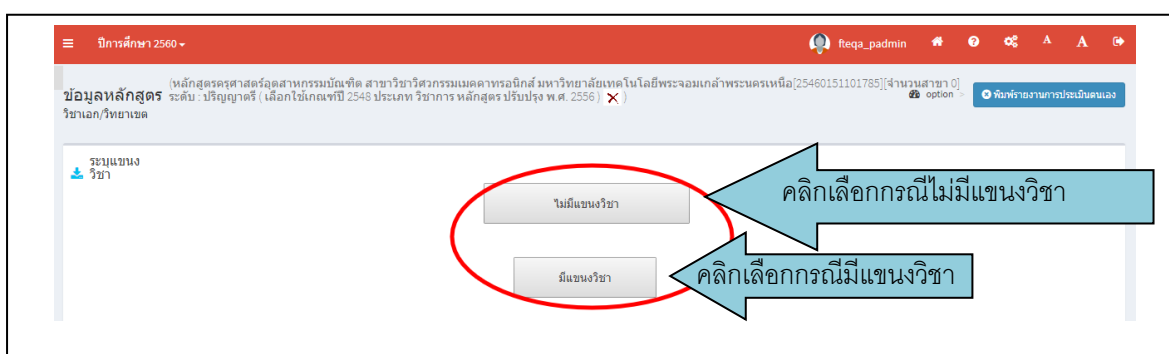 ปีการศึกษา 2560
fteqa_padmin
A
A
(หลักสูตรครุศาสตร์อุตสาหกรรมบัณฑิต สาขาวิชาวิศวกรรมเมคคาทรอนิกส์ มหาวิทยาลัยเทคโนโลยีพระจอมเกล้าพระนครเหนือ[25460151101785][จำนวนสาขา 0]
ข้อมูลหลักสูตร ระดับ : ปริญญาตรี ( เลือกใช้เกณฑ์ปี 2548 ประเภท วิชาการ หลักสูตร ปรับปรุง พ.ศ. 2556 ) )
option >
พิมพ์รายงานการประเมินตนเอง
วิชาเอก/วิทยาเขต
ระบุแขนง
วิชา
ไม่มีแขนงวิชา
คลิกเลือกกรณีไม่มีแขนงวิชา
มีแขนงวิชา
คลิกเลือกกรณีมีแขนงวิชา